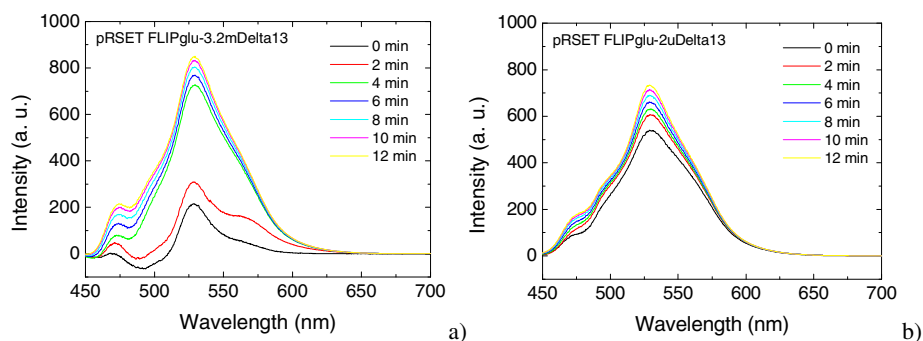 1000
800
600
400
200
0
Intensity (a. u.)
pRSET FLIPglu-3.2mDelta13
0 min
2 min
4 min
6 min
8 min
10 min
12 min
450 500 550 600 650 700
Wavelength (nm)
a)
1000
800
600
400
200
0
Intensity (a. u.)
pRSET FLIPglu-2uDelta13
0 min
2 min
4 min
6 min
8 min
10 min
12 min
450 500 550 600 650 700
Wavelength (nm)
b)